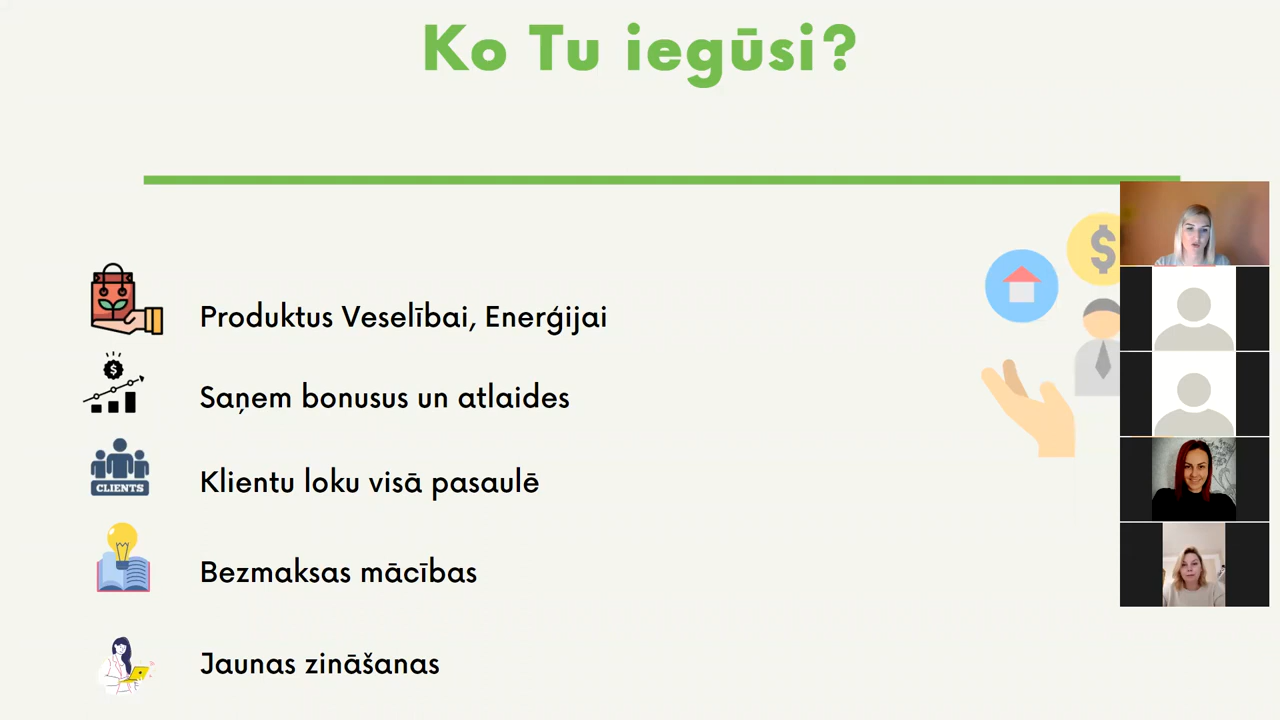 Ko Tu iegūsi?
Produktus Veselībai, Enerģijai
Saņem bonusus un atlaides
Klientu loku visā pasaulē
CLIENTS
Bezmaksas mācības
Jaunas zināšanas